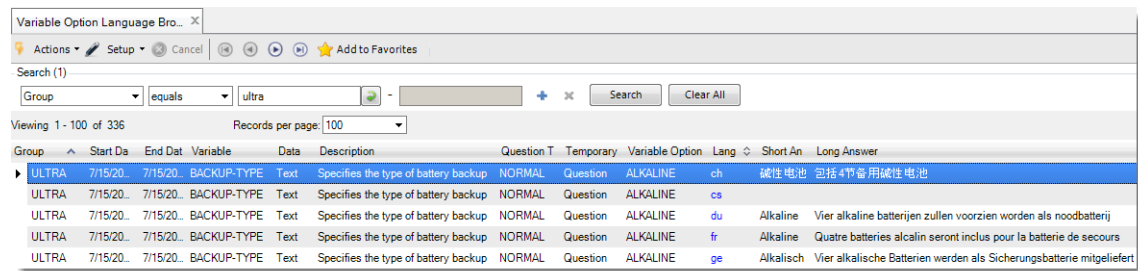 Variable Option Language Bro...
Actions Setup Cancel Add to Favorites
Search (1)
Group equals ultra - Search Clear All
Viewing 1 - 100 of 336 Records per page: 100
Group Start Da End Dat Variable Data Description Question T Temporary Variable Option Lang Short An Long Answer
ULTRA 7/15/20... 7/15/20... BACKUP-TYPE Text Specifies the type of battery backup NORMAL Question ALKALINE ch 碱性电池 包括4节备用碱性电池
ULTRA 7/15/20... 7/15/20... BACKUP-TYPE Text Specifies the type of battery backup NORMAL Question ALKALINE cs
ULTRA 7/15/20... 7/15/20... BACKUP-TYPE Text Specifies the type of battery backup NORMAL Question ALKALINE du Alkaline Vier alkaline batterijen zullen voorzien worden als noodbatterij
ULTRA 7/15/20... 7/15/20... BACKUP-TYPE Text Specifies the type of battery backup NORMAL Question ALKALINE fr Alkaline Quatre batteries alcalin seront inclus pour la batterie de secours
ULTRA 7/15/20... 7/15/20... BACKUP-TYPE Text Specifies the type of battery backup NORMAL Question ALKALINE ge Alkalisch Vier alkalische Batterien werden als Sicherungsbatterie mitgeliefert